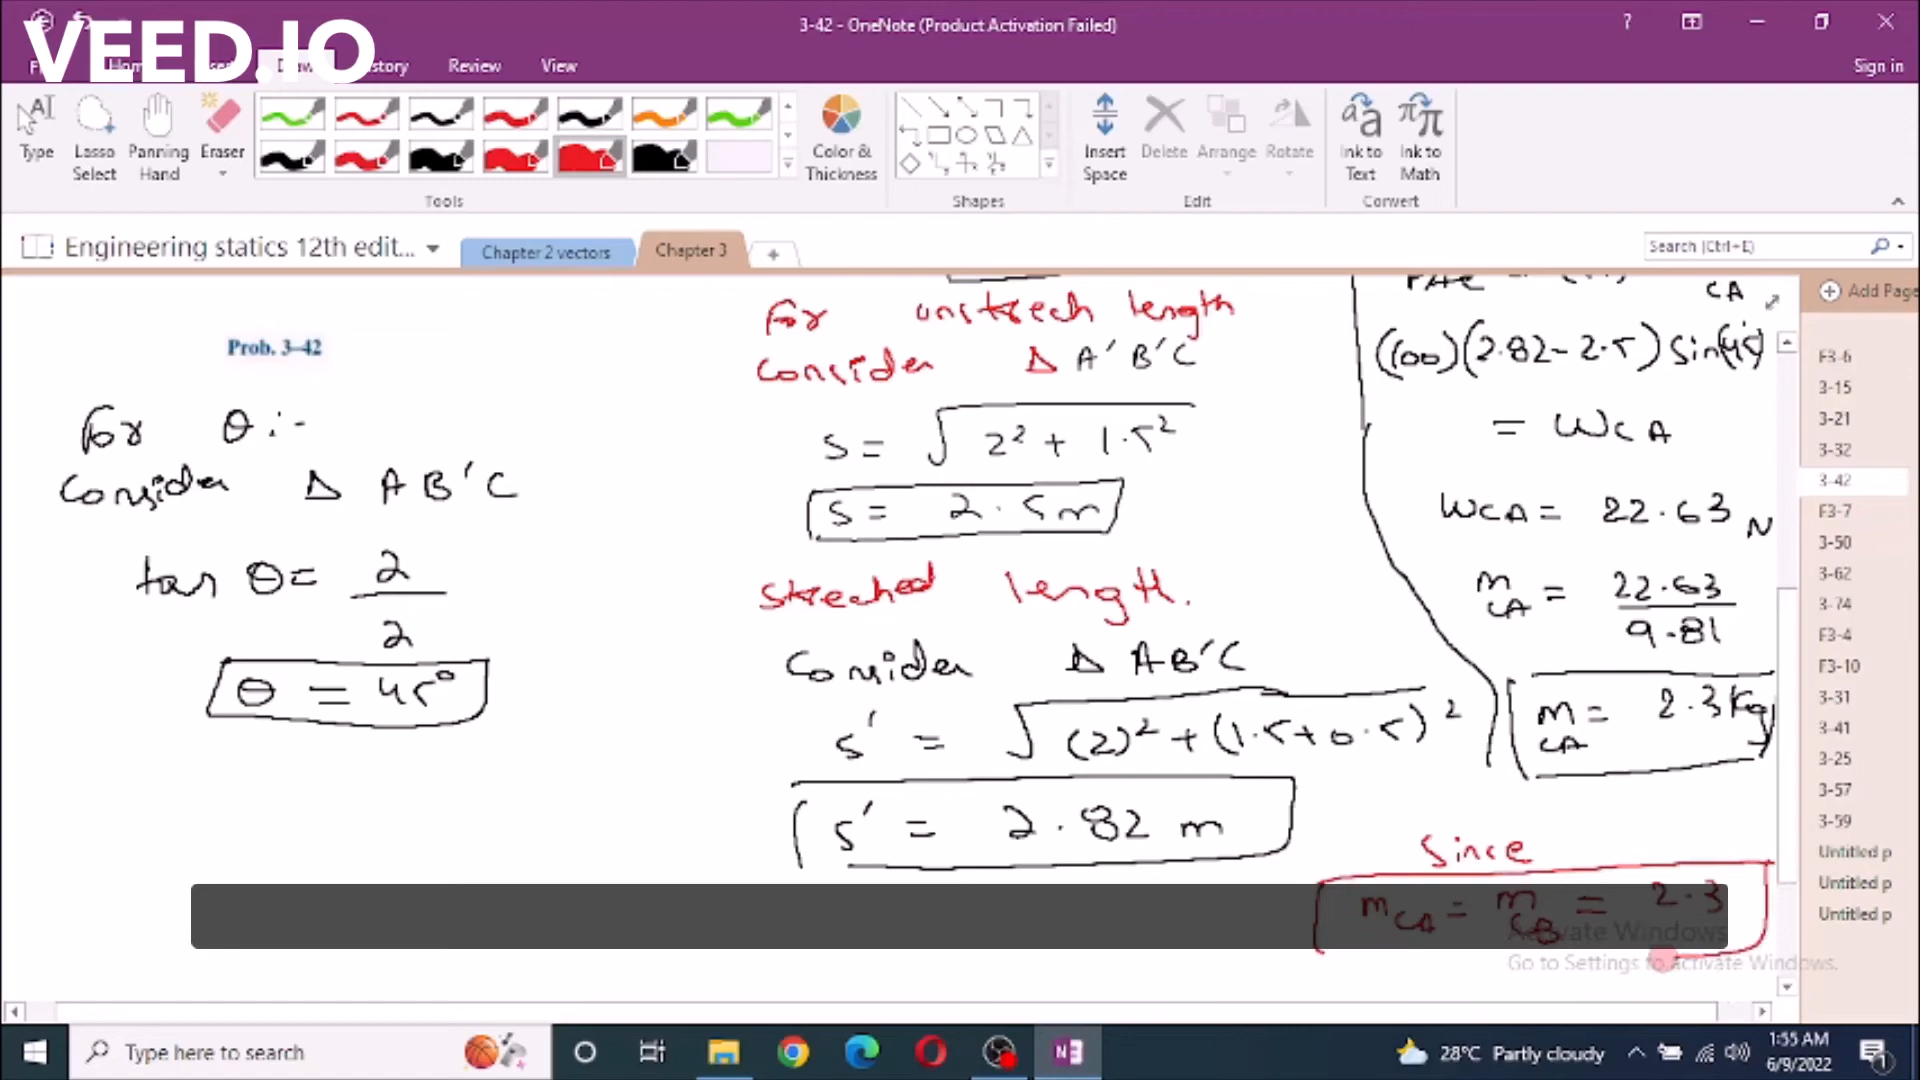 VEED.IO
3-42 - OneNote (Product Activation Failed)
Review View
Sign in
Type
Lasso Select
Panning Hand
Eraser
Color & Thickness
Insert Space
Delete
Arrange
Rotate
Ink to Text
Ink to Math
Tools
Shapes
Edit
Convert
Engineering statics 12th edit...
Chapter 2 vectors
Chapter 3
Search (Ctrl+E)
Add Page
Prob. 3-42
For θ :-
Consider Δ AB'C
tan θ = 2/2
θ = 45°
For unstrech length
Consider Δ A'B'C
s = √2² + 1.5²
s = 2.5m
streched length.
Consider Δ AB'C
s' = √(2)² + (1.5+0.5)²
s' = 2.82 m
CA
(100)(2.82-2.5) Sin(45)
= WCA
WCA = 22.63 N
mCA = 22.63/9.81
mCA = 2.3 Kg
Since
mCA = mCB = 2.3
F3-6
3-15
3-21
3-32
3-42
F3-7
3-50
3-62
3-74
F3-4
F3-10
3-31
3-41
3-25
3-57
3-59
Untitled p
Untitled p
Untitled p
Activate Windows
Go to Settings to Activate Windows.
Type here to search
28°C Partly cloudy
1:55 AM
6/9/2022